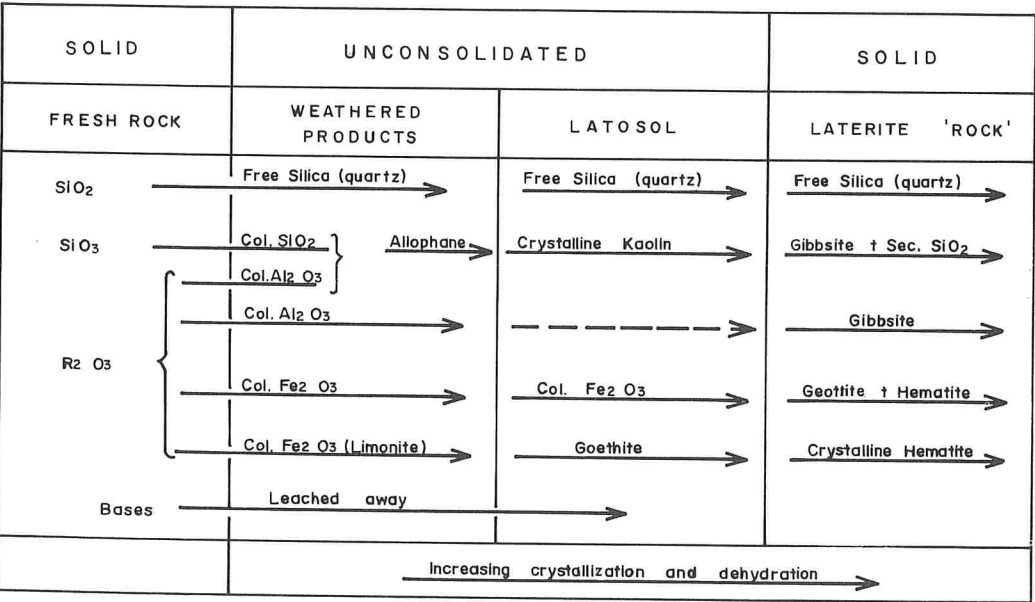 SOLID
UNCONSOLIDATED
SOLID
FRESH ROCK
WEATHERED
PRODUCTS
LATOSOL
LATERITE 'ROCK'
SiO2
Free Silica (quartz)
Free Silica (quartz)
Free Silica (quartz)
SiO3
Col. SiO2
Allophane
Crystalline Kaolin
Gibbsite † Sec. SiO2
Col. Al2 O3
Col. Al2 O3
Gibbsite
R2 O3
Col. Fe2 O3
Col. Fe2 O3
Geottite † Hematite
Col. Fe2 O3 (Limonite)
Goethite
Crystalline Hematite
Bases
Leached away
Increasing crystallization and dehydration